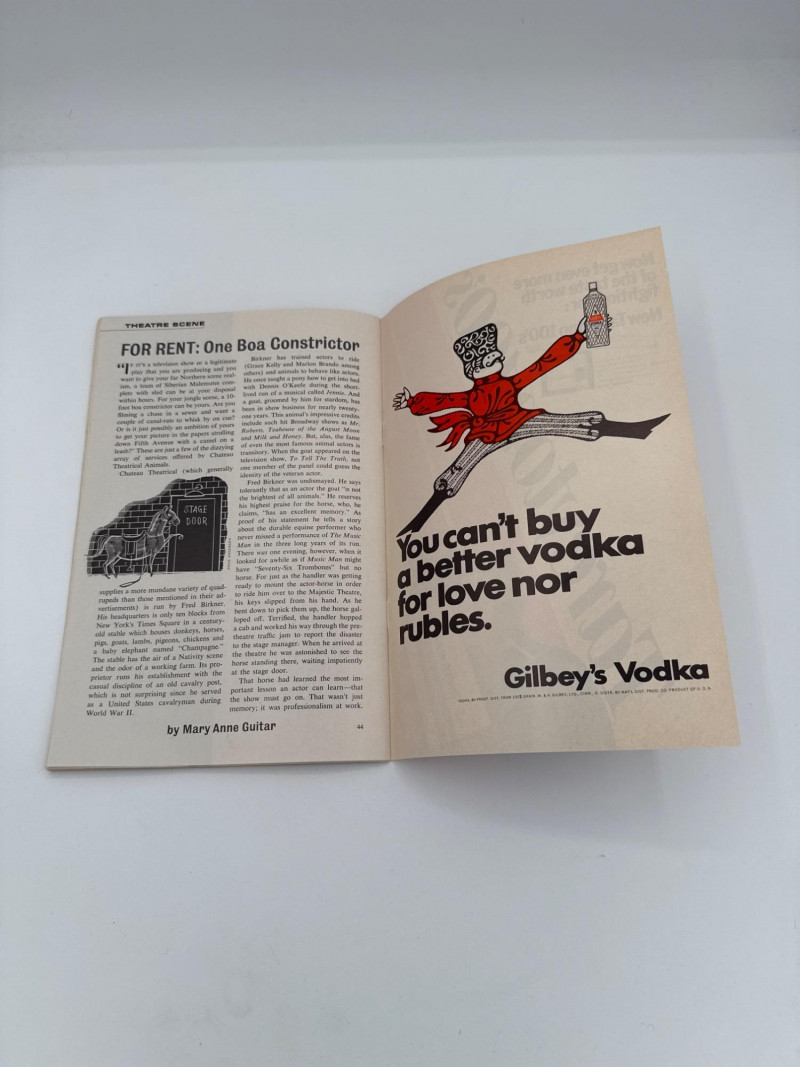 THEATRE SCENE
FOR RENT: One Boa Constrictor
"IF IT'S a television show or a legitimate
play that you are producing and you
want to give your far Northern scene real-
ism, a team of Siberian Malemutes com-
plete with sled can be at your disposal
within hours. For your jungle scene, a 10-
foot boa constrictor can be yours. Are you
filming a chase in a sewer and want a
couple of canal-rats to whisk by on cue?
Or is it just possibly an ambition of yours
to get your picture in the papers strolling
down Fifth Avenue with a camel on a
leash?" These are just a few of the dizzying
array of services offered by Chateau
Theatrical Animals.
Chateau Theatrical (which generally
STAGE
DOOR
supplies a more mundane variety of quad-
rupeds than those mentioned in their ad-
vertisements) is run by Fred Birkner.
His headquarters is only ten blocks from
New York's Times Square in a century-
old stable which houses donkeys, horses,
pigs, goats, lambs, pigeons, chickens and
a baby elephant named "Champagne."
The stable has the air of a Nativity scene
and the odor of a working farm. Its pro-
prietor runs his establishment with the
casual discipline of an old cavalry post,
which is not surprising since he served
as a United States cavalryman during
World War II.
Birkner has trained actors to ride
(Grace Kelly and Marlon Brando among
others) and animals to behave like actors.
He once taught a pony how to get into bed
with Dennis O'Keefe during the short-
lived run of a musical called Jennie. And
a goat, groomed by him for stardom, has
been in show business for nearly twenty-
one years. This animal's impressive credits
include such hit Broadway shows as Mr.
Roberts, Teahouse of the August Moon
and Milk and Honey. But, alas, the fame
of even the most famous animal actors is
transitory. When the goat appeared on the
television show, To Tell The Truth, not
one member of the panel could guess the
identity of the veteran actor.
Fred Birkner was undismayed. He says
tolerantly that as an actor the goat "is not
the brightest of all animals." He reserves
his highest praise for the horse, who, he
claims, "has an excellent memory." As
proof of his statement he tells a story
about the durable equine performer who
never missed a performance of The Music
Man in the three long years of its run.
There was one evening, however, when it
looked for awhile as if Music Man might
have "Seventy-Six Trombones" but no
horse. For just as the handler was getting
ready to mount the actor-horse in order
to ride him over to the Majestic Theatre,
his keys slipped from his hand. As he
bent down to pick them up, the horse gal-
loped off. Terrified, the handler hopped
a cab and worked his way through the pre-
theatre traffic jam to report the disaster
to the stage manager. When he arrived at
the theatre he was astonished to see the
horse standing there, waiting impatiently
at the stage door.
That horse had learned the most im-
portant lesson an actor can learn—that
the show must go on. That wasn't just
memory; it was professionalism at work.
by Mary Anne Guitar
44
You can't buy
a better vodka
for love nor
rubles.
Gilbey's Vodka
VODKA, 80 PROOF. DIST. FROM 100% GRAIN. W. & A. GILBEY, LTD., CINN., O. DISTR. BY NAT'L DIST. PROD. CO. PRODUCT OF U. S. A.